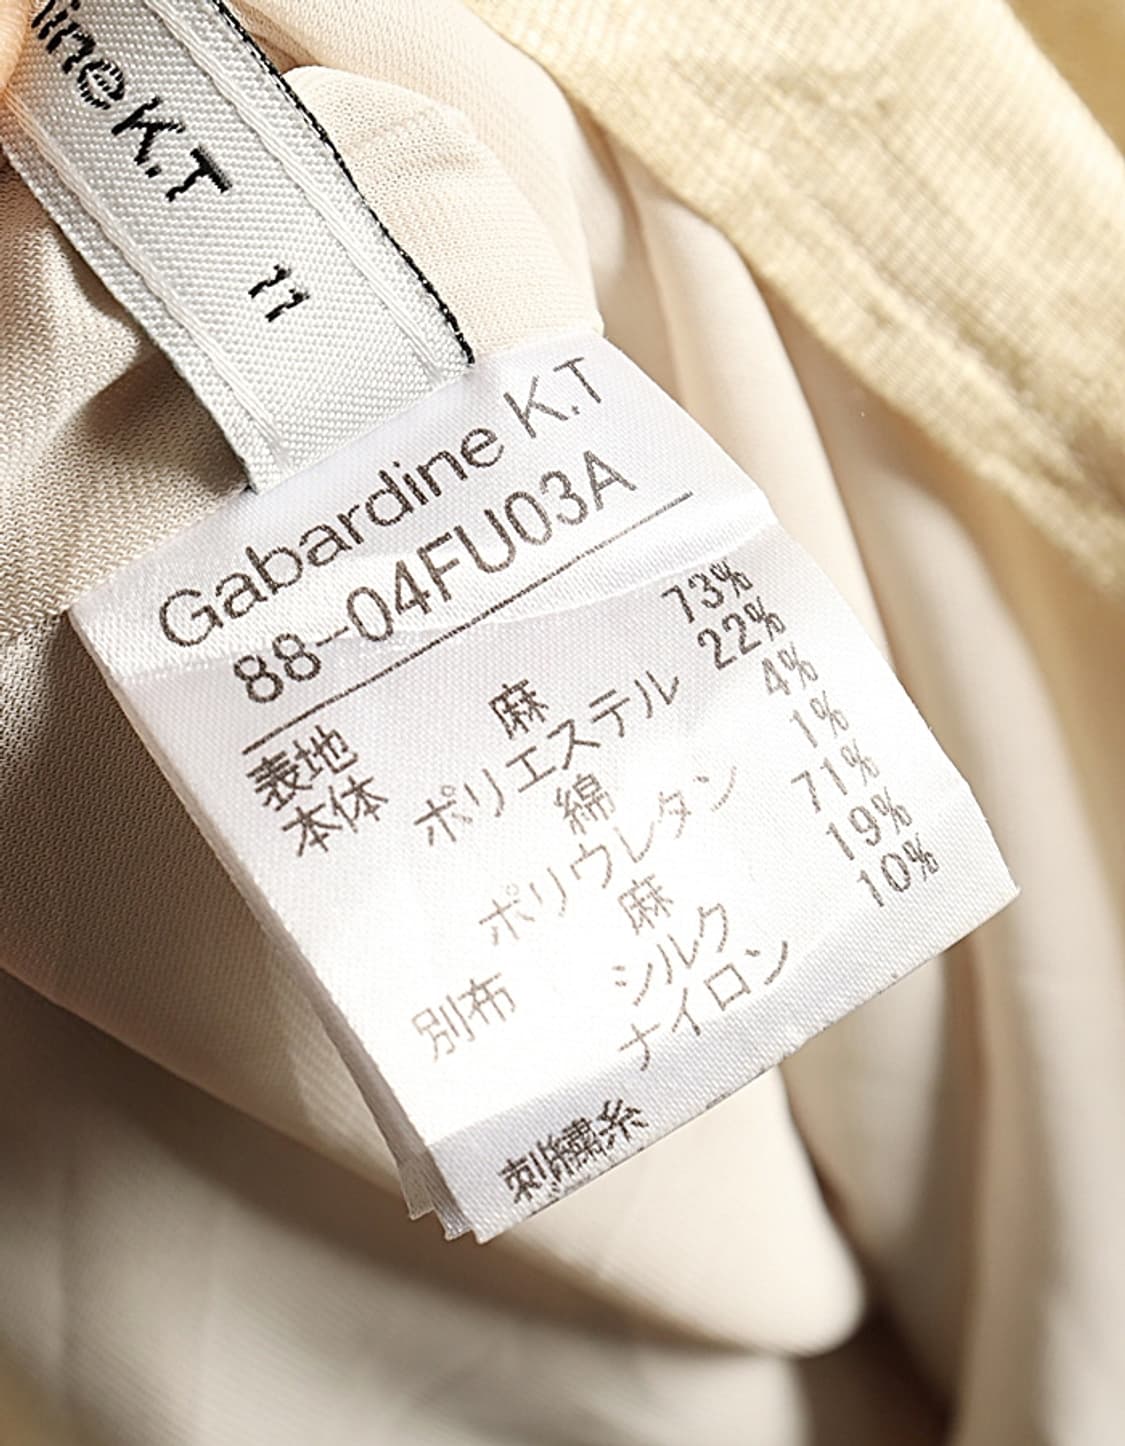 ine K.T
11
Gabardine K.T
88-04FU03A
表地 麻 73%
本体 ポリエステル 22%
綿 4%
ポリウレタン 1%
別布 麻 71%
シルク 19%
ナイロン 10%
刺繍糸